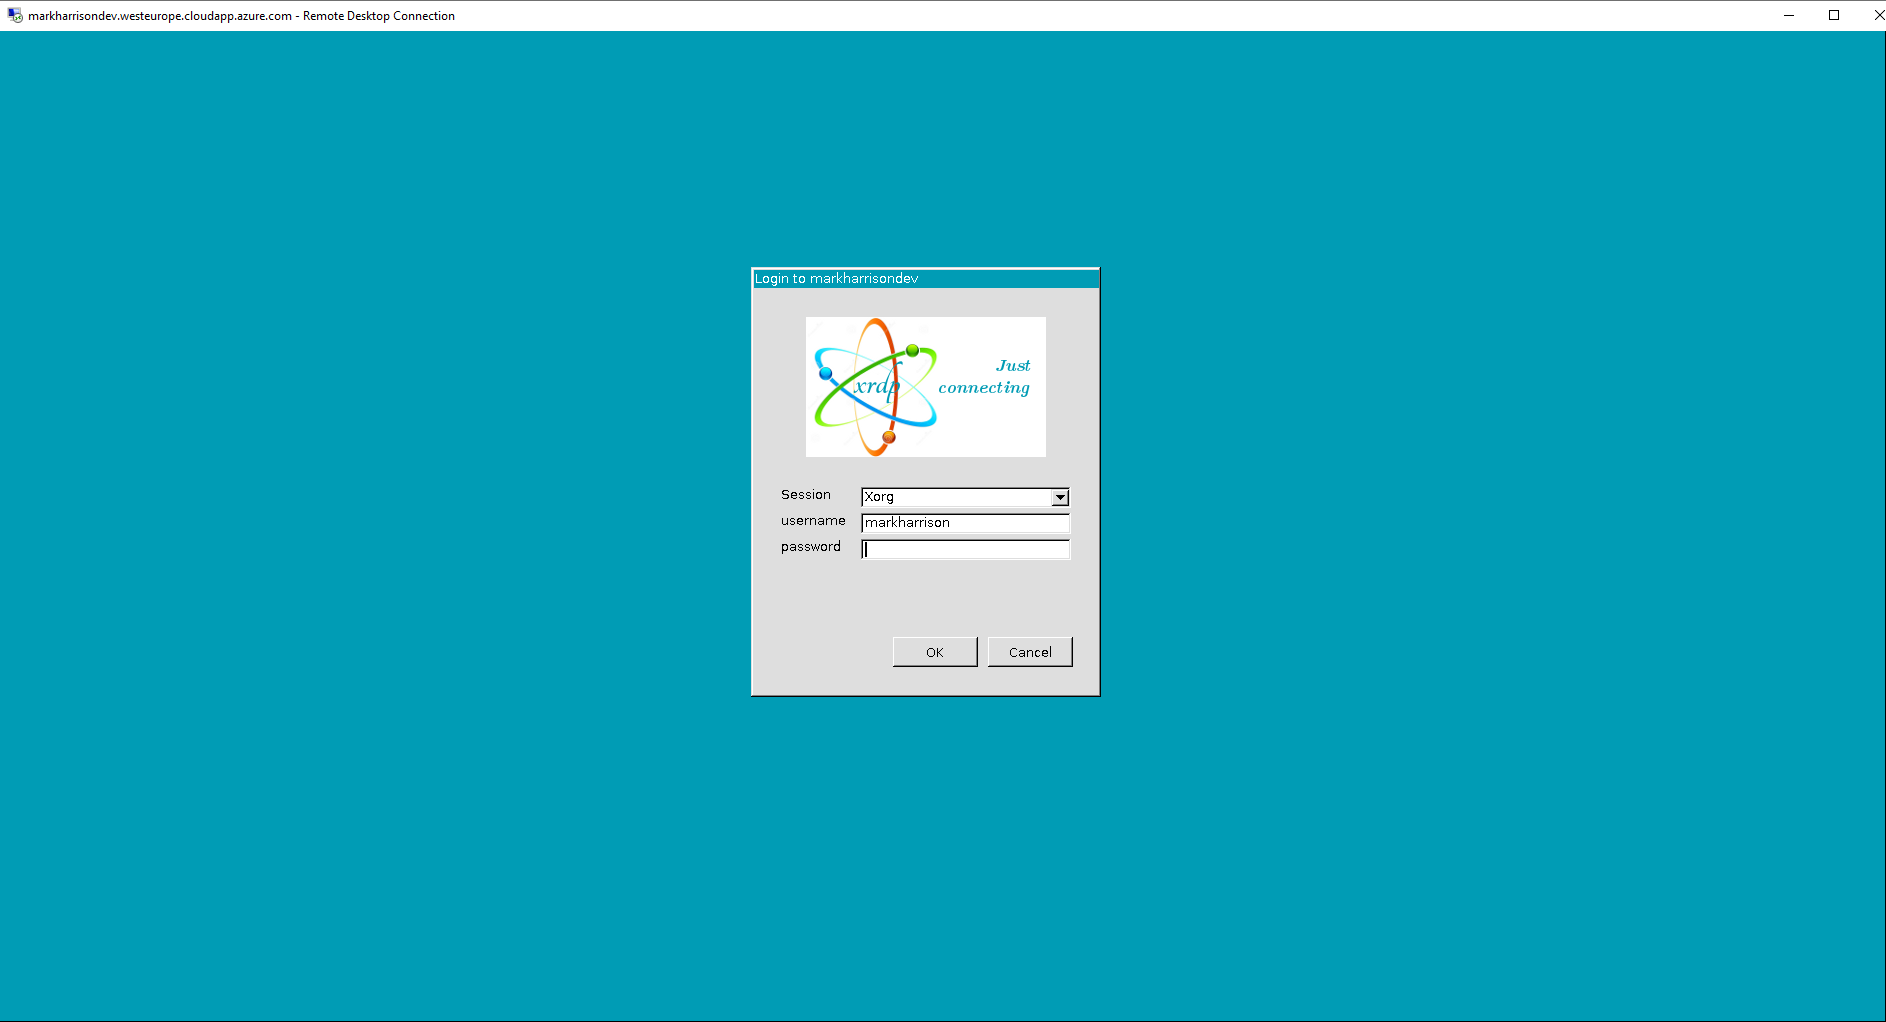 markharrisondev.westeurope.cloudapp.azure.com - Remote Desktop Connection
Login to markharrisondev
xrdp
Just
connecting
Session Xorg
username markharrison
password
OK Cancel